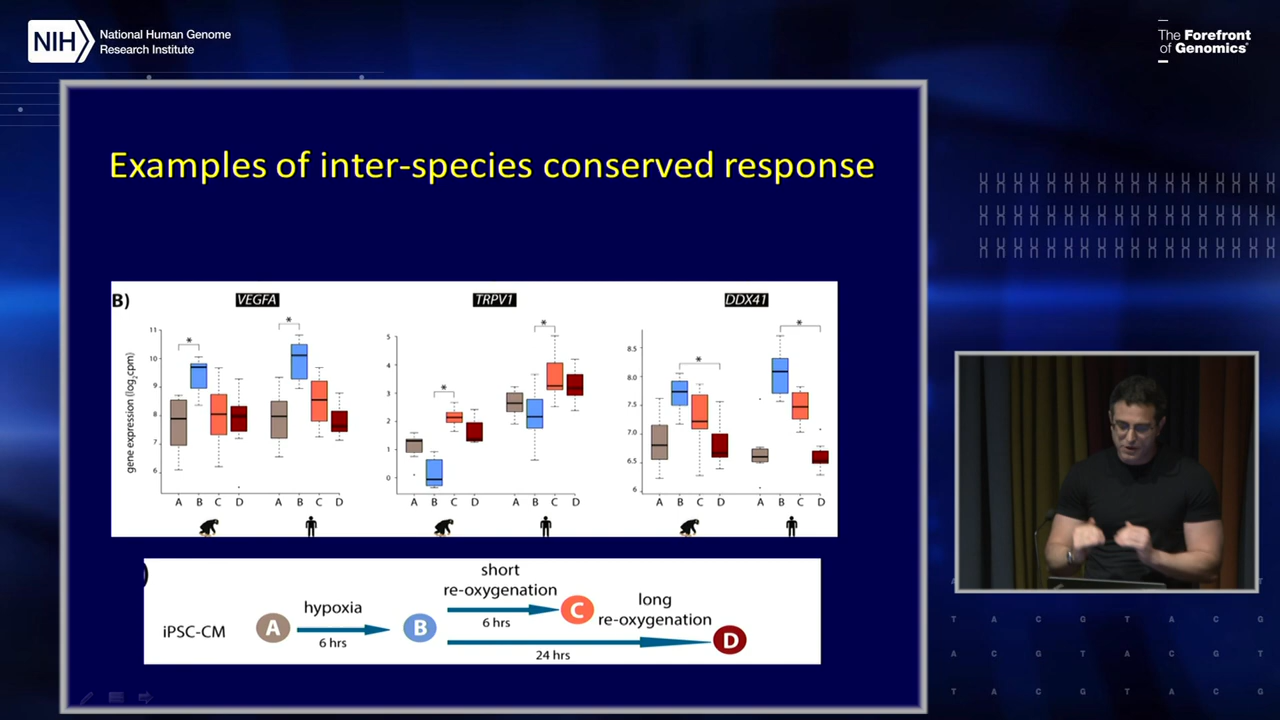 NIH
National Human Genome
Research Institute
The Forefront
of Genomics®
Examples of inter-species conserved response
B)
VEGFA
TRPV1
DDX41
gene expression (log2cpm)
11
10
9
8
7
6
*
*
A B C D
A B C D
5
4
3
2
1
0
*
*
A B C D
A B C D
8.5
8.0
7.5
7.0
6.5
6
*
*
A B C D
A B C D
)
iPSC-CM
A
hypoxia
6 hrs
B
short
re-oxygenation
6 hrs
C
long
re-oxygenation
24 hrs
D
T A C G T A C G
A C G T A C G T
T A C G T A C G